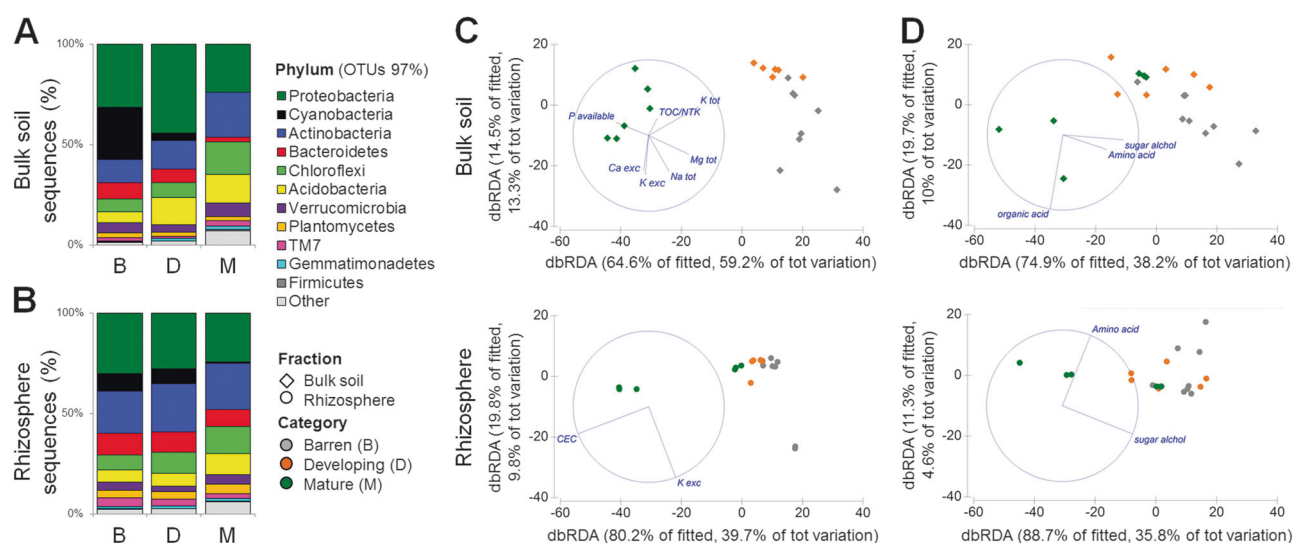 A
Bulk soil
sequences (%)
100%
50%
0%
B
D
M
Phylum (OTUs 97%)
Proteobacteria
Cyanobacteria
Actinobacteria
Bacteroidetes
Chloroflexi
Acidobacteria
Verrucomicrobia
Plantomycetes
TM7
Gemmatimonadetes
Firmicutes
Other
B
Rhizosphere
sequences (%)
100%
50%
0%
B
D
M
Fraction
Bulk soil
Rhizosphere
Category
Barren (B)
Developing (D)
Mature (M)
C
Bulk soil
dbRDA (14.5% of fitted,
13.3% of tot variation)
20
0
-20
-40
P available
TOC/NTK
K tot
Mg tot
Ca exc
K exc
Na tot
-60
-40
-20
0
20
40
dbRDA (64.6% of fitted, 59.2% of tot variation)
D
dbRDA (19.7% of fitted,
10% of tot variation)
20
0
-20
-40
sugar alchol
Amino acid
organic acid
-60
-40
-20
0
20
40
dbRDA (74.9% of fitted, 38.2% of tot variation)
Rhizosphere
dbRDA (19.8% of fitted,
9.8% of tot variation)
20
0
-20
-40
CEC
K exc
-60
-40
-20
0
20
40
dbRDA (80.2% of fitted, 39.7% of tot variation)
dbRDA (11.3% of fitted,
4.6% of tot variation)
20
0
-20
-40
Amino acid
sugar alchol
-60
-40
-20
0
20
40
dbRDA (88.7% of fitted, 35.8% of tot variation)